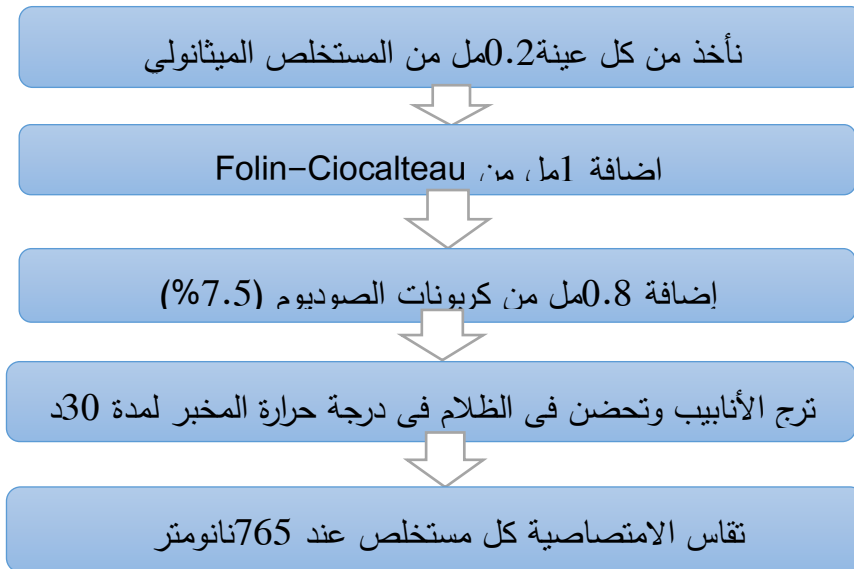 نأخذ من كل عينة0.2مل من المستخلص الميثانولي
اضافة 1مل من Folin-Ciocalteau
إضافة 0.8مل من كربونات الصوديوم (7.5%)
ترج الأنابيب وتحضن في الظلام في درجة حرارة المخبر لمدة 30د
تقاس الامتصاصية كل مستخلص عند 765نانومتر